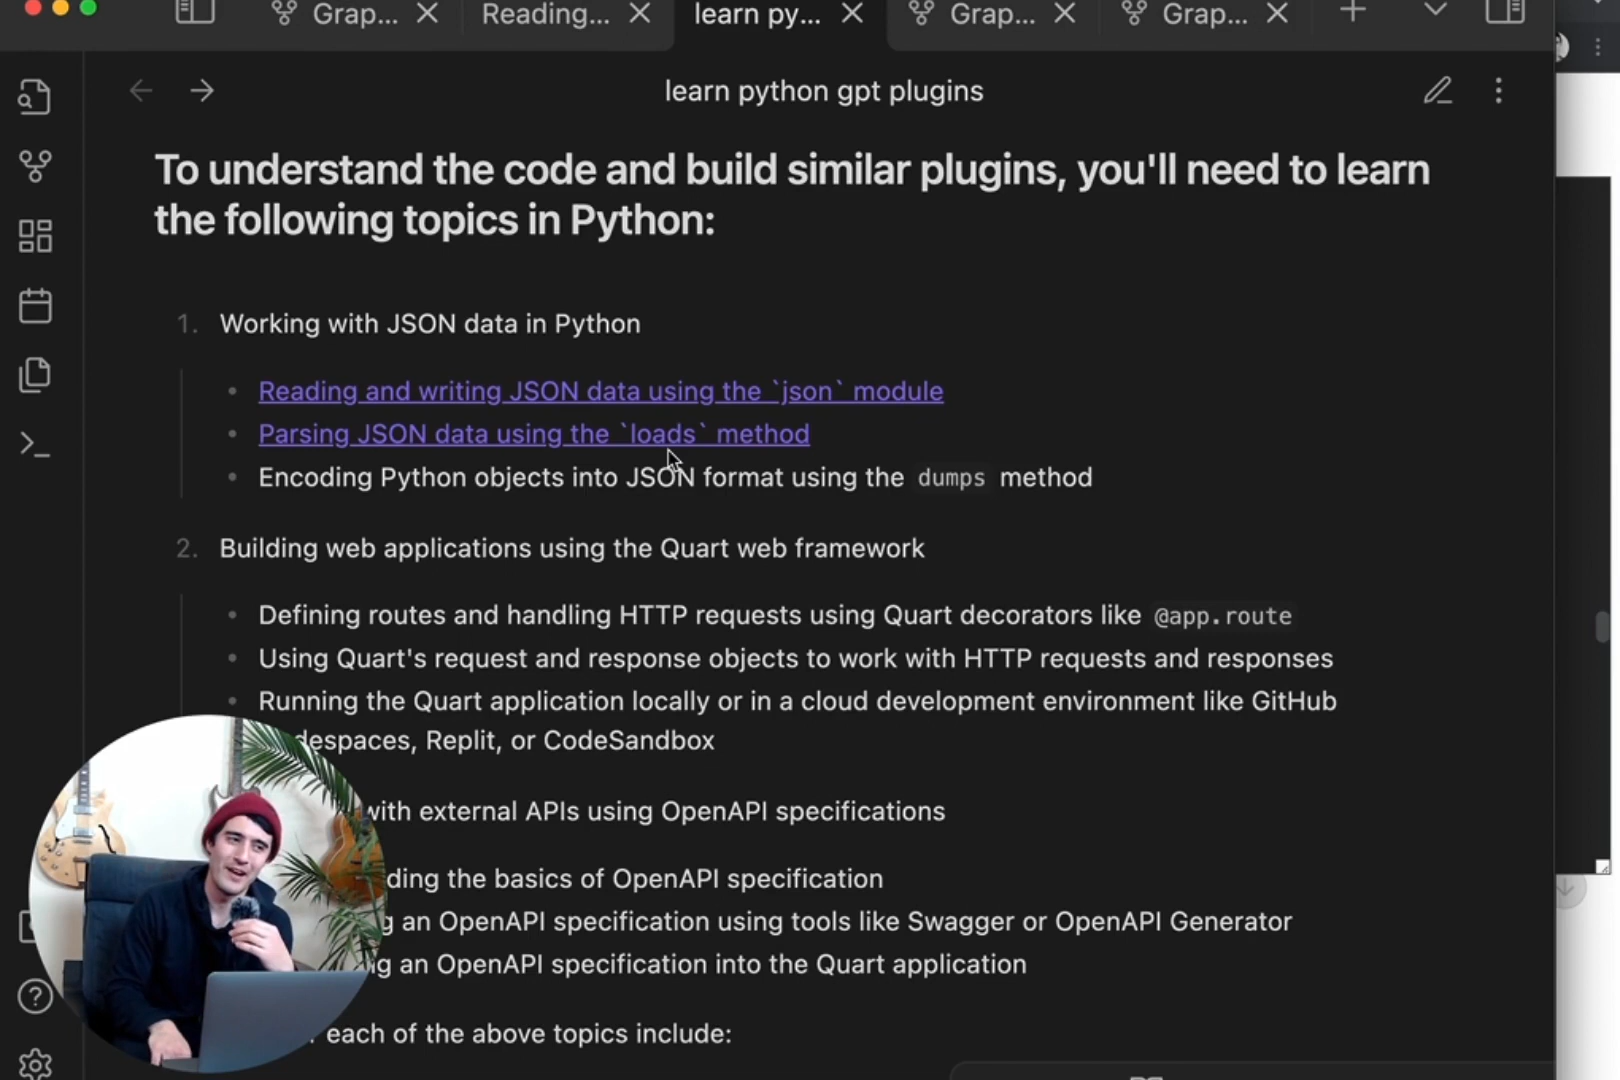 Grap...
Reading...
learn py...
Grap...
Grap...
learn python gpt plugins
To understand the code and build similar plugins, you'll need to learn
the following topics in Python:
1. Working with JSON data in Python
Reading and writing JSON data using the `json` module
Parsing JSON data using the `loads` method
Encoding Python objects into JSON format using the dumps method
2. Building web applications using the Quart web framework
Defining routes and handling HTTP requests using Quart decorators like @app.route
Using Quart's request and response objects to work with HTTP requests and responses
Running the Quart application locally or in a cloud development environment like GitHub
despaces, Replit, or CodeSandbox
with external APIs using OpenAPI specifications
ding the basics of OpenAPI specification
g an OpenAPI specification using tools like Swagger or OpenAPI Generator
g an OpenAPI specification into the Quart application
each of the above topics include: